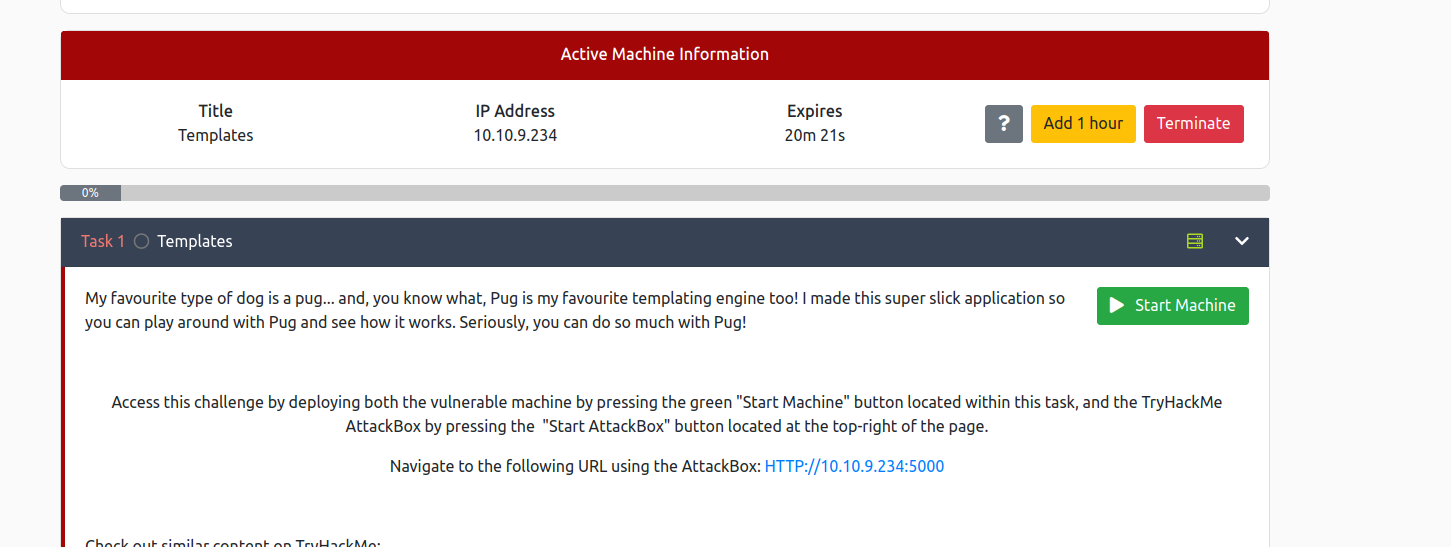 Active Machine Information
Title
IP Address
Expires
Templates
10.10.9.234
20m 21s
?
Add 1 hour
Terminate
0%
Task 1
Templates
My favourite type of dog is a pug... and, you know what, Pug is my favourite templating engine too! I made this super slick application so
you can play around with Pug and see how it works. Seriously, you can do so much with Pug!
Start Machine
Access this challenge by deploying both the vulnerable machine by pressing the green "Start Machine" button located within this task, and the TryHackMe
AttackBox by pressing the  "Start AttackBox" button located at the top-right of the page.
Navigate to the following URL using the AttackBox: HTTP://10.10.9.234:5000
Check out similar content on TryHackMe: